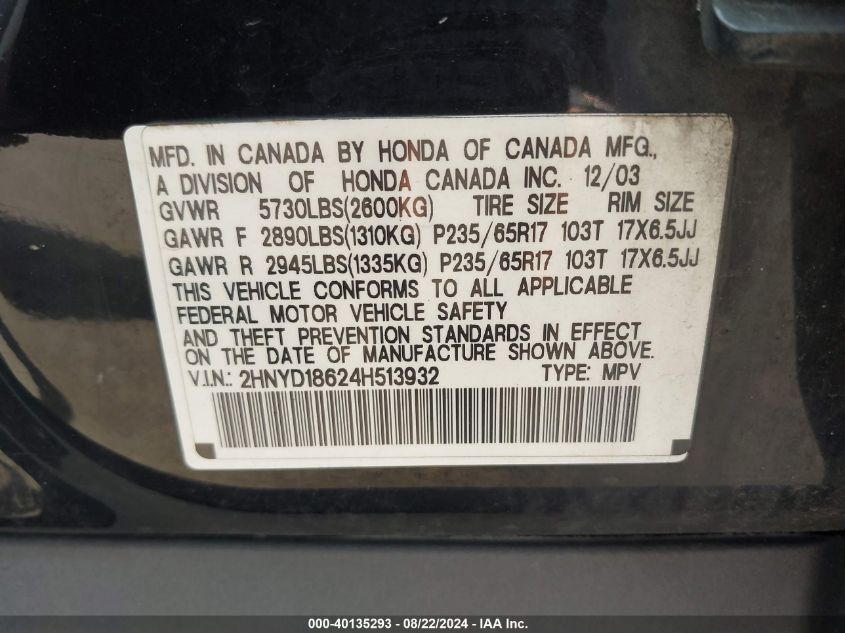 MFD. IN CANADA BY HONDA OF CANADA MFG.,
A DIVISION OF HONDA CANADA INC. 12/03
GVWR 5730LBS(2600KG) TIRE SIZE RIM SIZE
GAWR F 2890LBS(1310KG) P235/65R17 103T 17X6.5JJ
GAWR R 2945LBS(1335KG) P235/65R17 103T 17X6.5JJ
THIS VEHICLE CONFORMS TO ALL APPLICABLE
FEDERAL MOTOR VEHICLE SAFETY
AND THEFT PREVENTION STANDARDS IN EFFECT
ON THE DATE OF MANUFACTURE SHOWN ABOVE.
V.I.N.: 2HNYD18624H513932 TYPE: MPV
000-40135293 - 08/22/2024 - IAA, Inc.